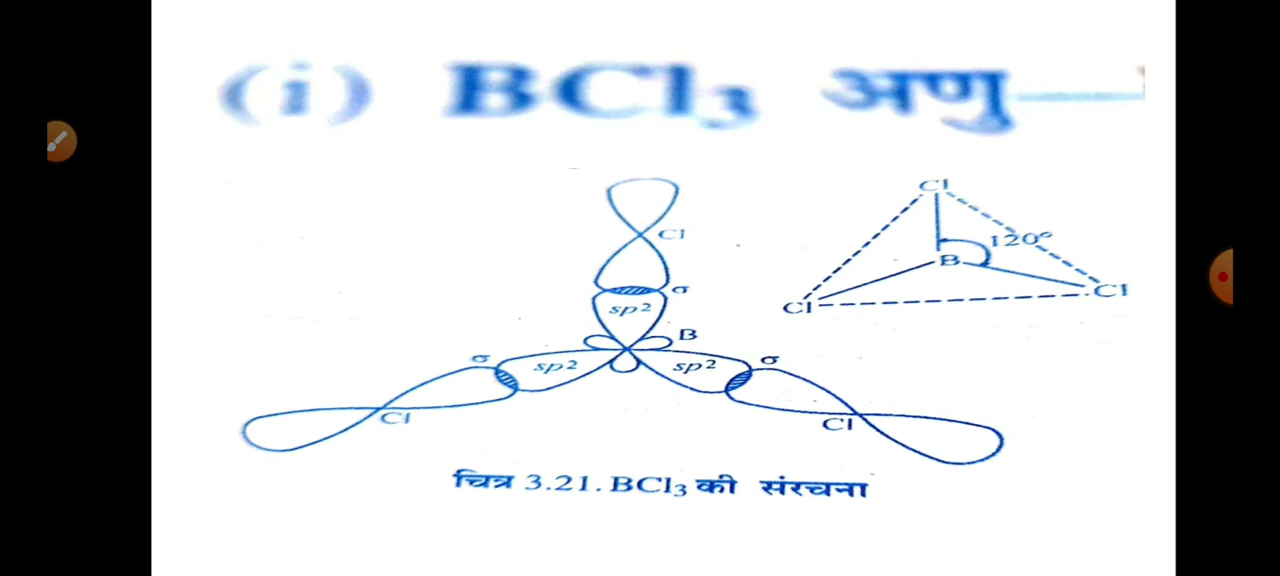 (i) BCl₃ अणु—
Cl
σ
sp²
B
σ
sp²
sp²
σ
Cl
Cl
Cl
120°
B
Cl
Cl
चित्र 3.21. BCl₃ की संरचना